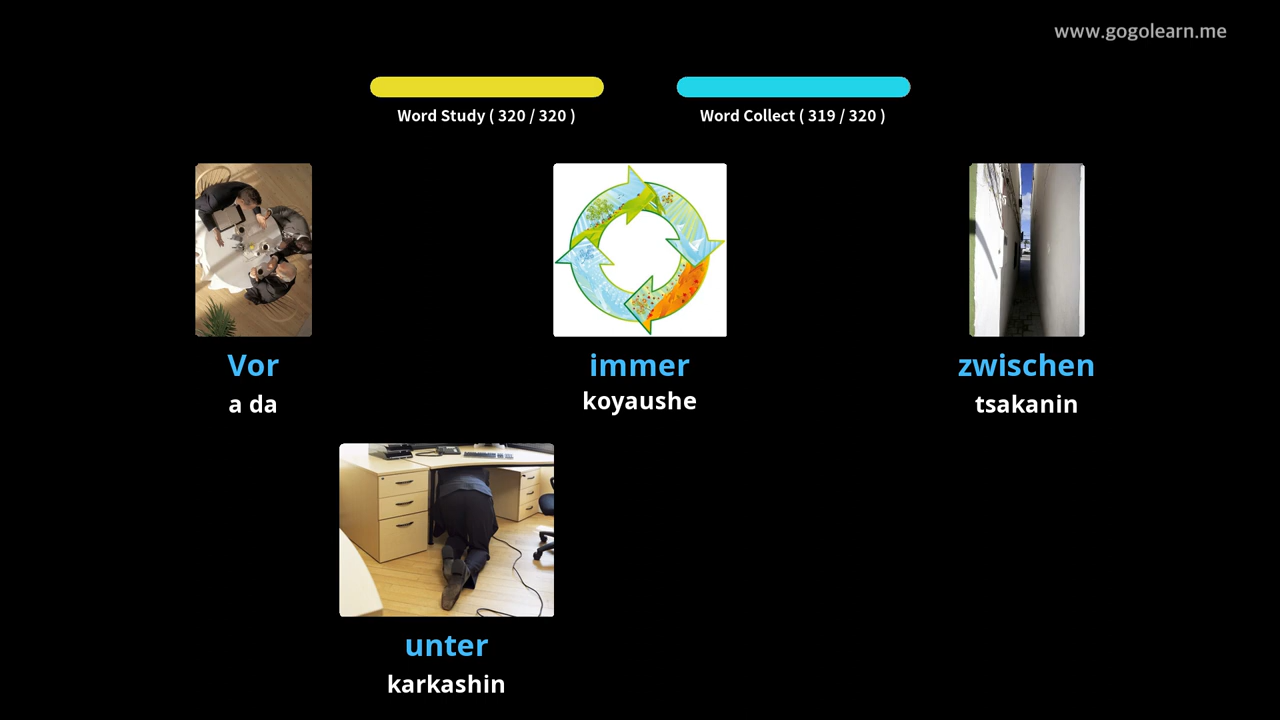 www.gogolearn.me
Word Study ( 320 / 320 )
Word Collect ( 319 / 320 )
Vor
a da
immer
koyaushe
zwischen
tsakanin
unter
karkashin